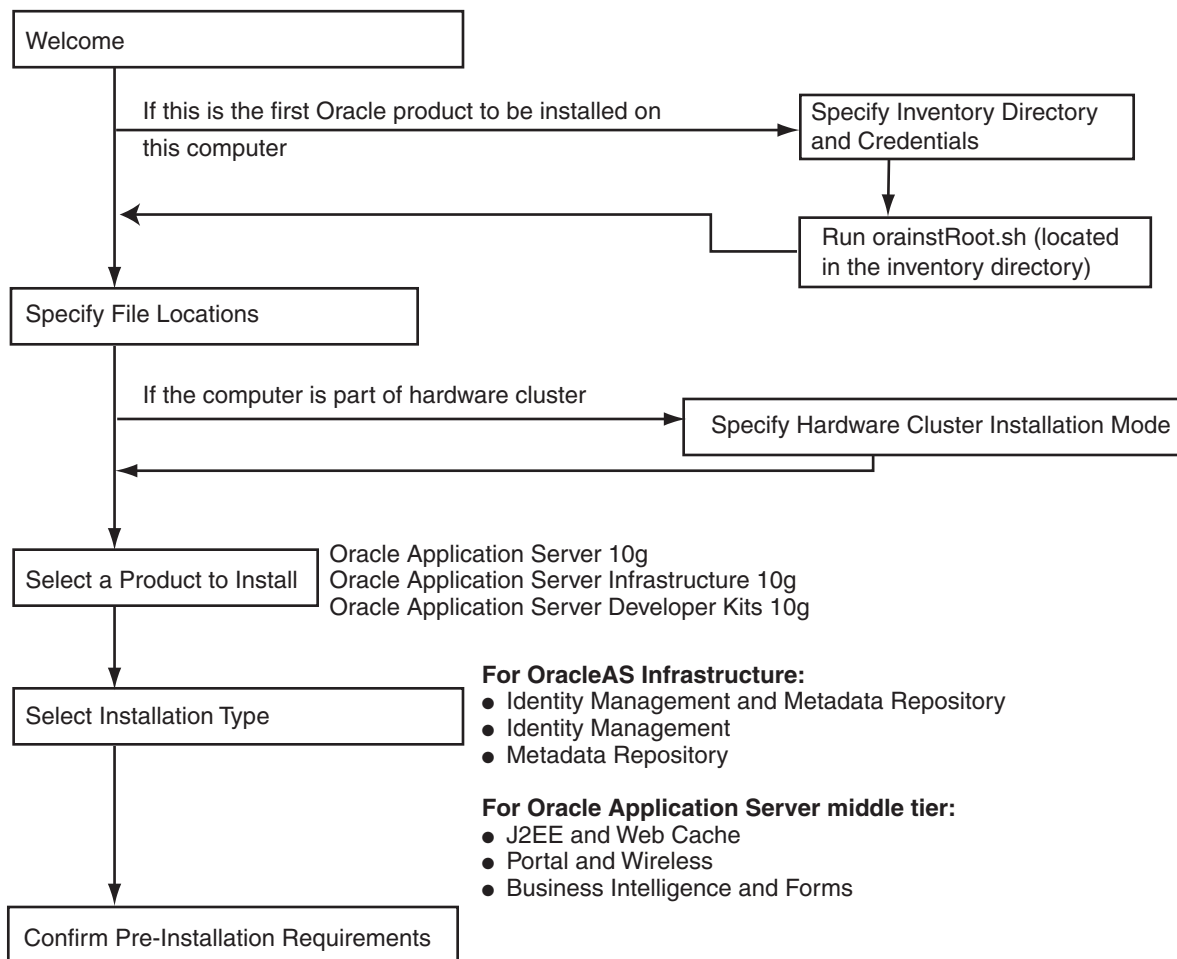 Welcome
If this is the first Oracle product to be installed on
this computer
Specify Inventory Directory
and Credentials
Run orainstRoot.sh (located
in the inventory directory)
Specify File Locations
If the computer is part of hardware cluster
Specify Hardware Cluster Installation Mode
Select a Product to Install
Oracle Application Server 10g
Oracle Application Server Infrastructure 10g
Oracle Application Server Developer Kits 10g
Select Installation Type
For OracleAS Infrastructure:
● Identity Management and Metadata Repository
● Identity Management
● Metadata Repository
For Oracle Application Server middle tier:
● J2EE and Web Cache
● Portal and Wireless
● Business Intelligence and Forms
Confirm Pre-Installation Requirements